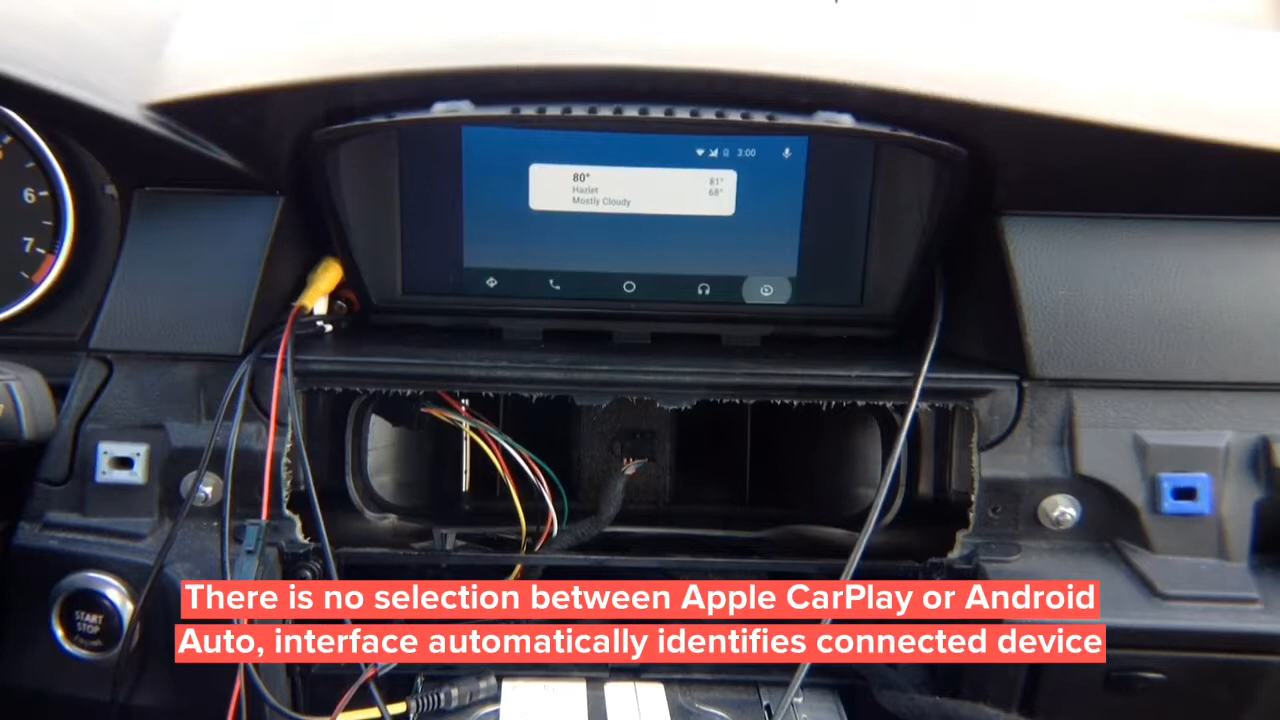 3:00
80°
Hazlet
Mostly Cloudy
81°
68°
6
7
START
STOP
There is no selection between Apple CarPlay or Android
Auto, interface automatically identifies connected device